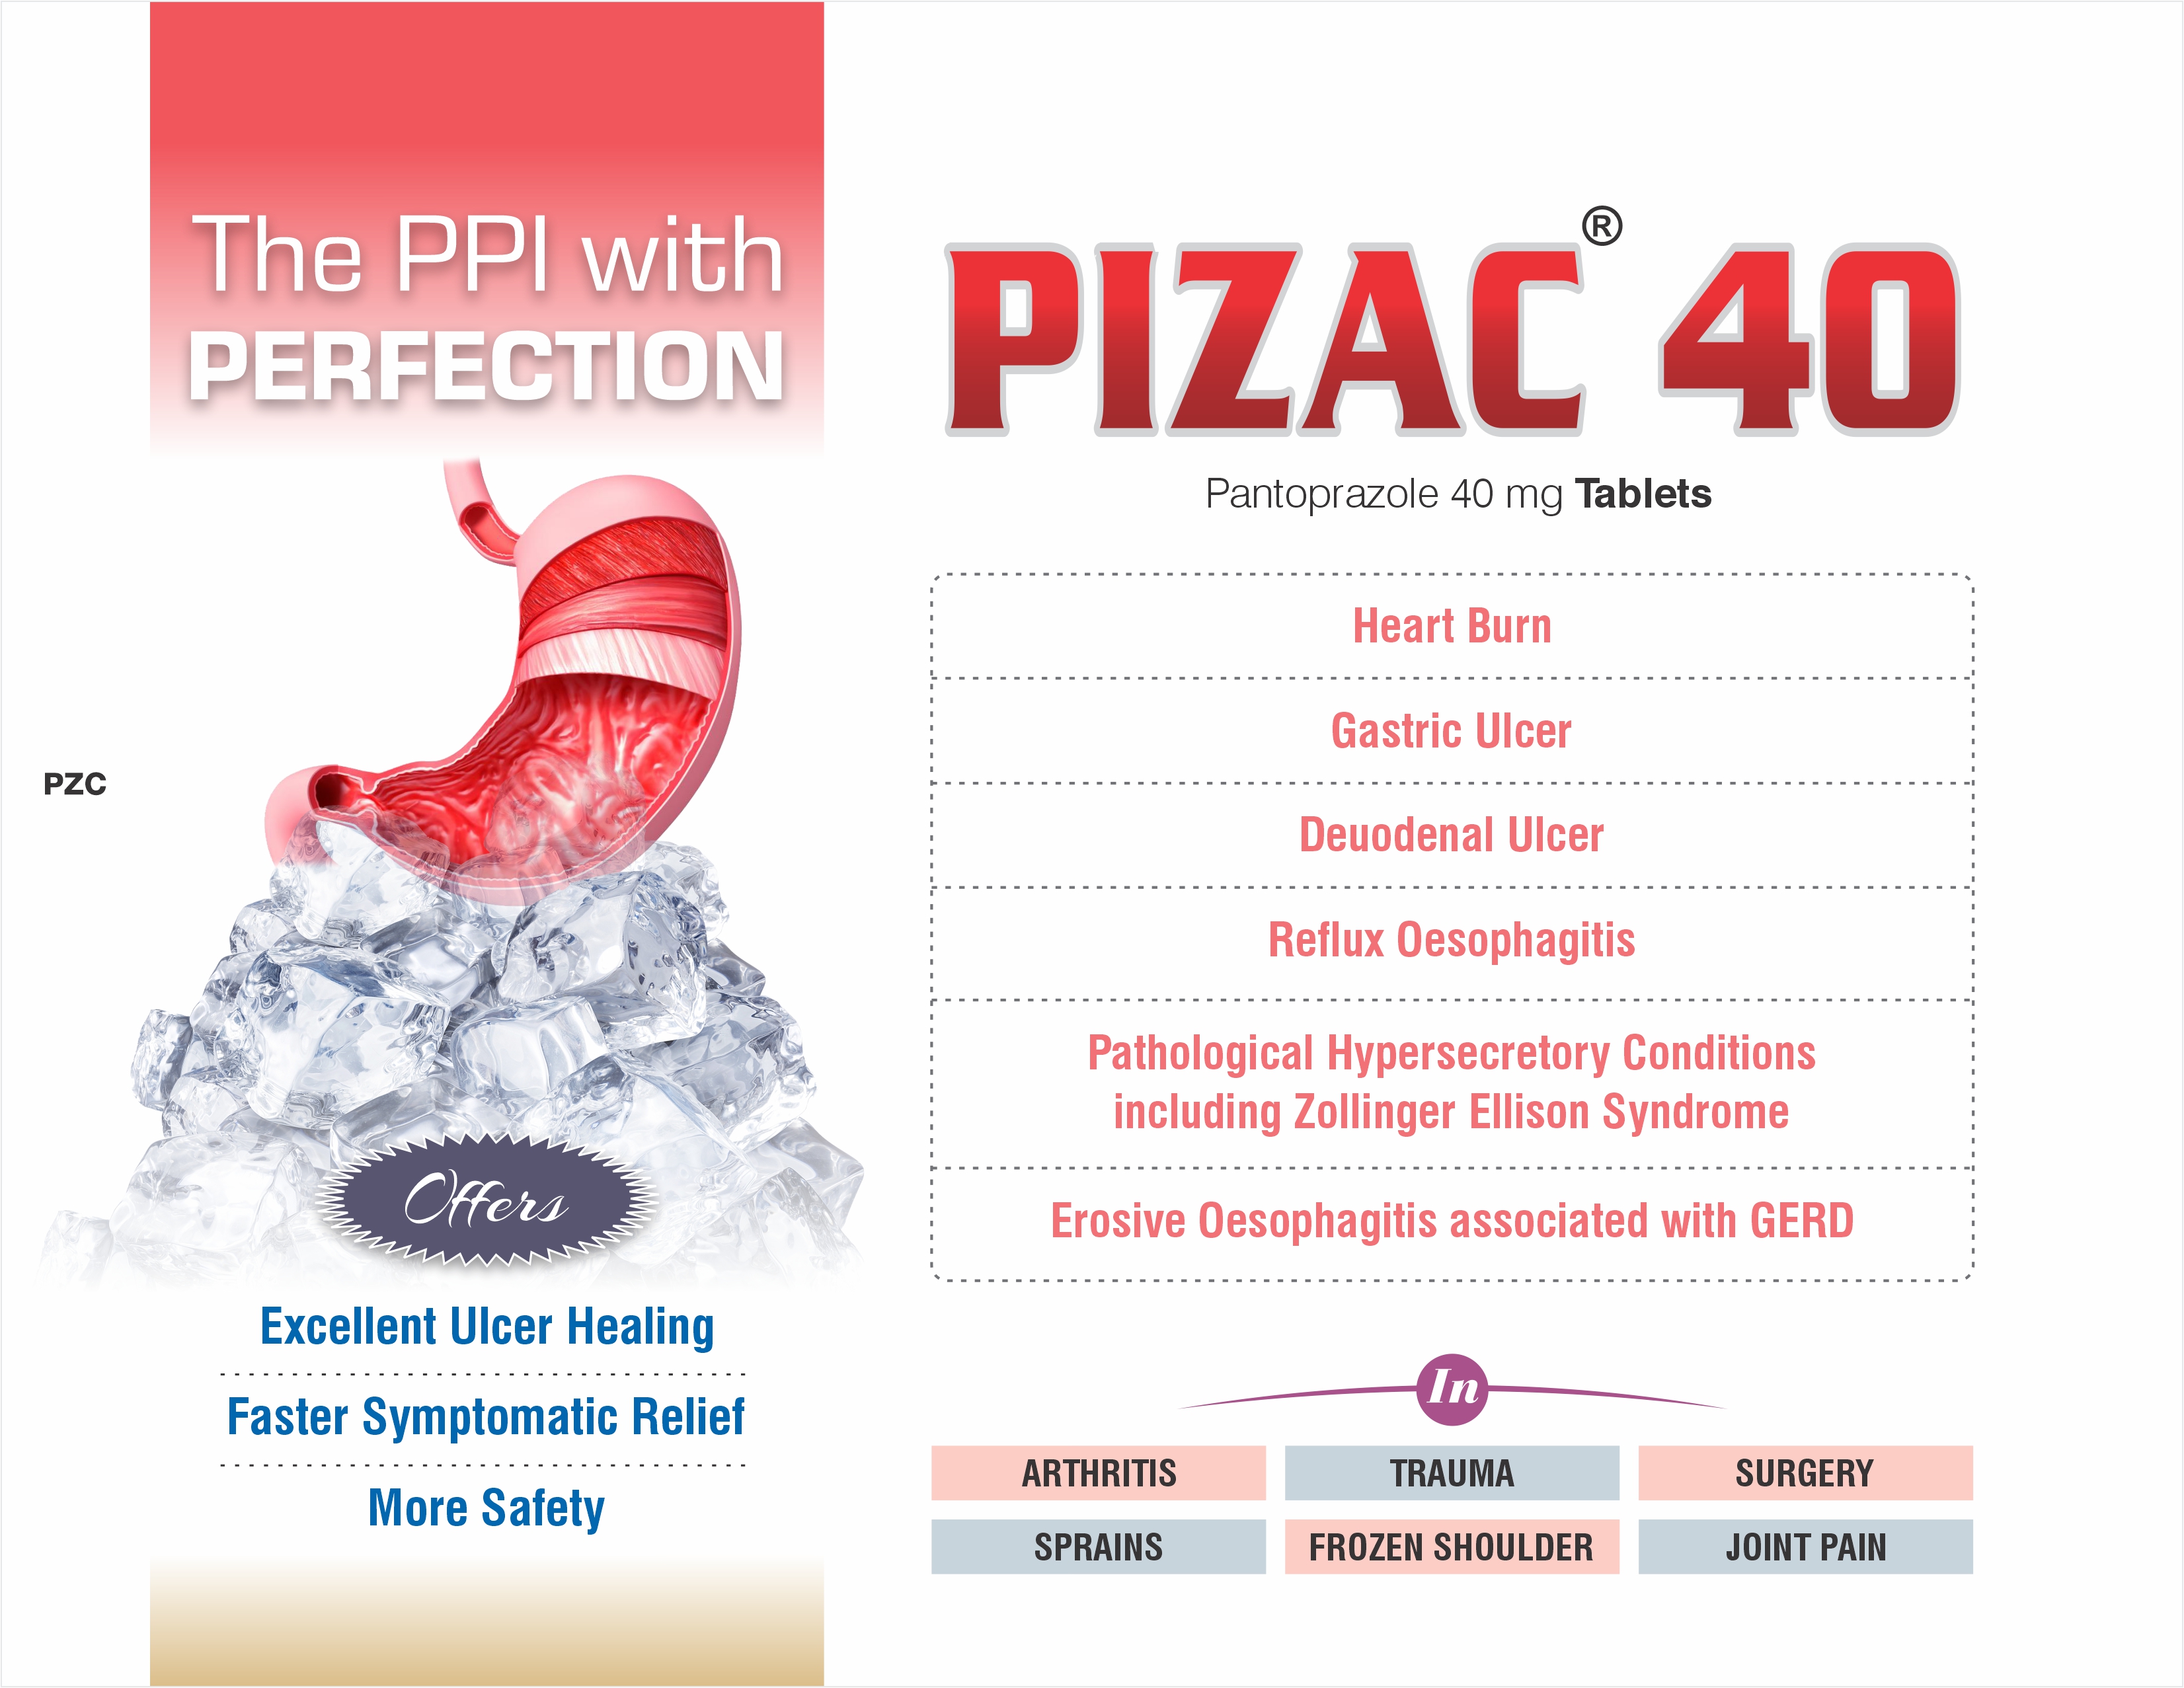 The PPI with
PERFECTION
PZC
Offers
Excellent Ulcer Healing
Faster Symptomatic Relief
More Safety
PIZAC® 40
Pantoprazole 40 mg Tablets
Heart Burn
Gastric Ulcer
Deuodenal Ulcer
Reflux Oesophagitis
Pathological Hypersecretory Conditions
including Zollinger Ellison Syndrome
Erosive Oesophagitis associated with GERD
In
ARTHRITIS
TRAUMA
SURGERY
SPRAINS
FROZEN SHOULDER
JOINT PAIN